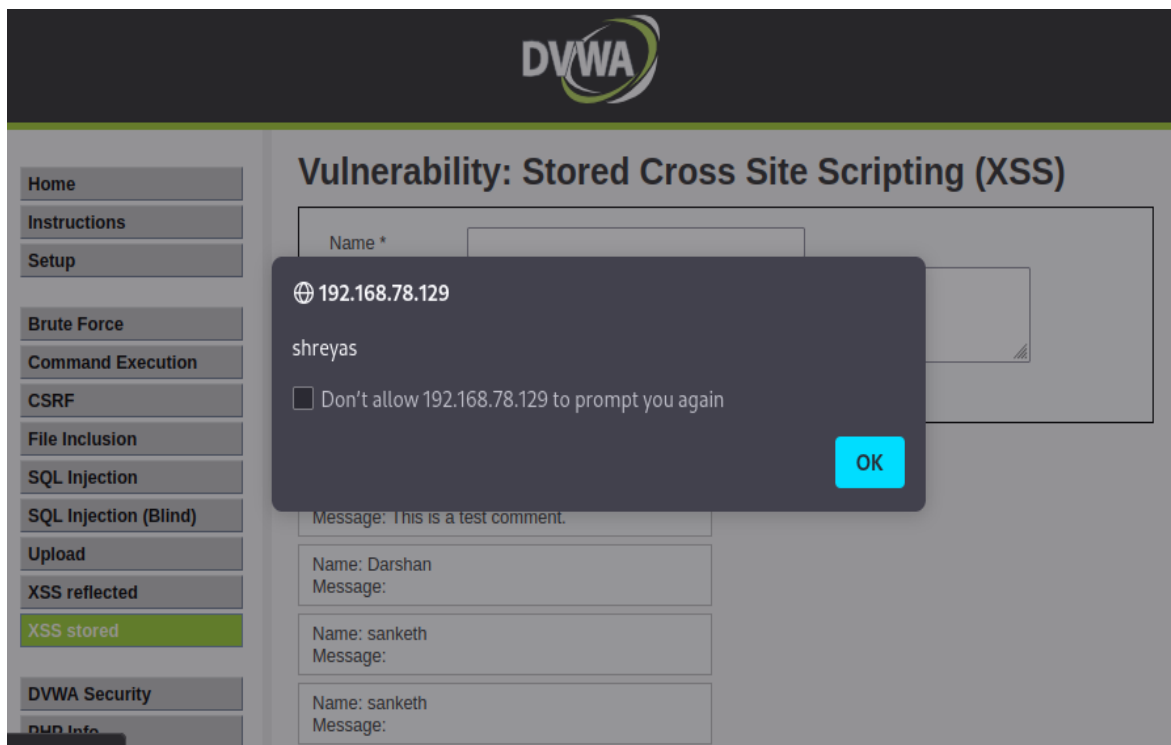 DVWA
Home
Instructions
Setup
Brute Force
Command Execution
CSRF
File Inclusion
SQL Injection
SQL Injection (Blind)
Upload
XSS reflected
XSS stored
DVWA Security
PHP Info
Vulnerability: Stored Cross Site Scripting (XSS)
Name *
192.168.78.129
shreyas
Don't allow 192.168.78.129 to prompt you again
OK
Message: This is a test comment.
Name: Darshan
Message:
Name: sanketh
Message:
Name: sanketh
Message: